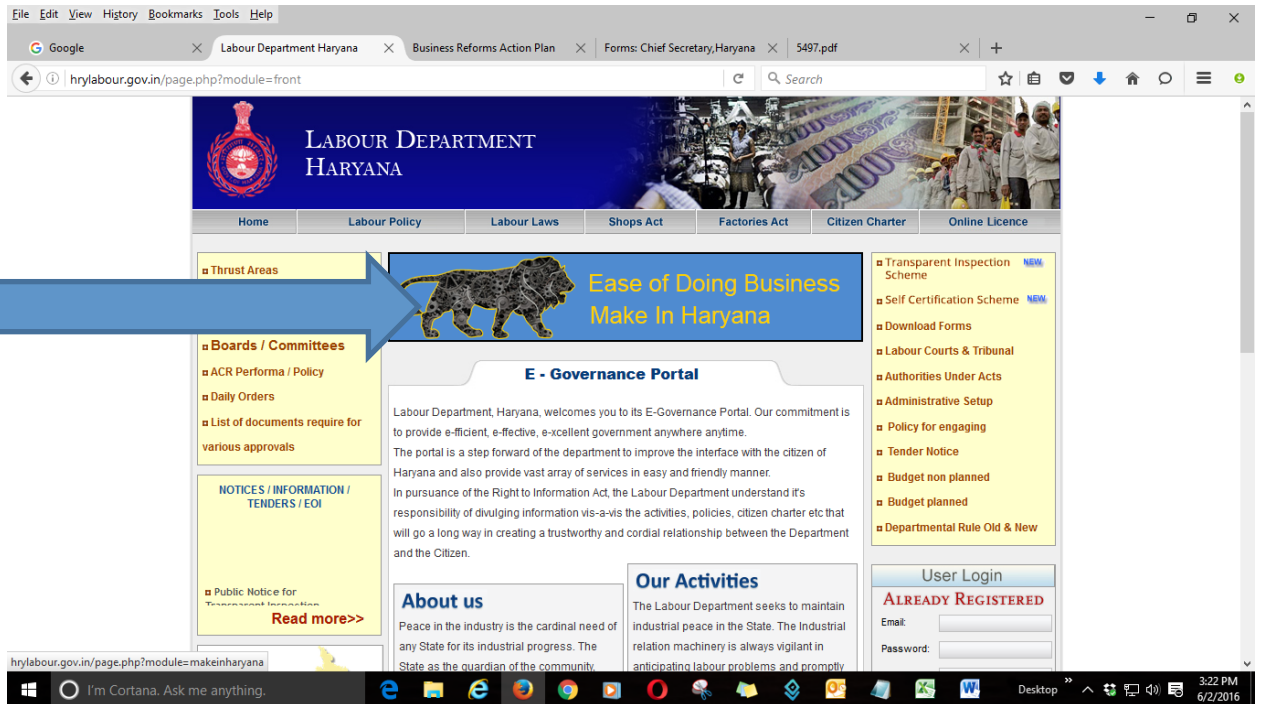 File Edit View History Bookmarks Tools Help
Google
Labour Department Haryana
Business Reforms Action Plan
Forms: Chief Secretary,Haryana
5497.pdf
hrylabour.gov.in/page.php?module=front
Search
LABOUR DEPARTMENT
HARYANA
Home Labour Policy Labour Laws Shops Act Factories Act Citizen Charter Online Licence
Thrust Areas
Boards / Committees
ACR Performa / Policy
Daily Orders
List of documents require for
various approvals
NOTICES / INFORMATION /
TENDERS / EOI
Public Notice for
Transparent Inspection
Read more>>
Ease of Doing Business
Make In Haryana
E - Governance Portal
Labour Department, Haryana, welcomes you to its E-Governance Portal. Our commitment is
to provide e-fficient, e-ffective, e-xcellent government anywhere anytime.
The portal is a step forward of the department to improve the interface with the citizen of
Haryana and also provide vast array of services in easy and friendly manner.
In pursuance of the Right to Information Act, the Labour Department understand it's
responsibility of divulging information vis-a-vis the activities, policies, citizen charter etc that
will go a long way in creating a trustworthy and cordial relationship between the Department
and the Citizen.
About us
Peace in the industry is the cardinal need of
any State for its industrial progress. The
State as the guardian of the community,
Our Activities
The Labour Department seeks to maintain
industrial peace in the State. The Industrial
relation machinery is always vigilant in
anticipating labour problems and promptly
Transparent Inspection NEW
Scheme
Self Certification Scheme NEW
Download Forms
Labour Courts & Tribunal
Authorities Under Acts
Administrative Setup
Policy for engaging
Tender Notice
Budget non planned
Budget planned
Departmental Rule Old & New
User Login
ALREADY REGISTERED
Email:
Password:
hrylabour.gov.in/page.php?module=makeinharyana
I'm Cortana. Ask me anything.
Desktop
3:22 PM
6/2/2016